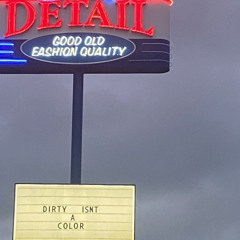 DETAIL
GOOD OLD
FASHION QUALITY
DIRTY ISNT
A
COLOR